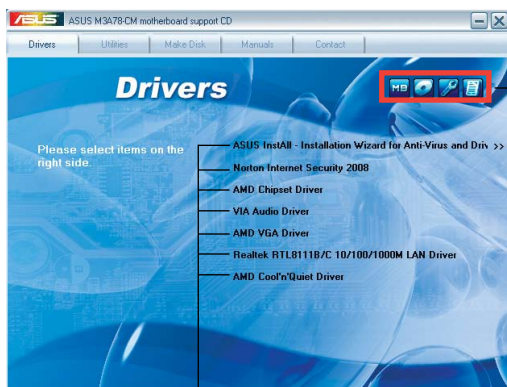 ASUS ASUS M3A78-CM motherboard support CD
Drivers Utilities Make Disk Manuals Contact
Drivers
MB
Please select items on the
right side.
ASUS InstAll - Installation Wizard for Anti-Virus and Driv >>
Norton Internet Security 2008
AMD Chipset Driver
VIA Audio Driver
AMD VGA Driver
Realtek RTL8111B/C 10/100/1000M LAN Driver
AMD Cool'n'Quiet Driver